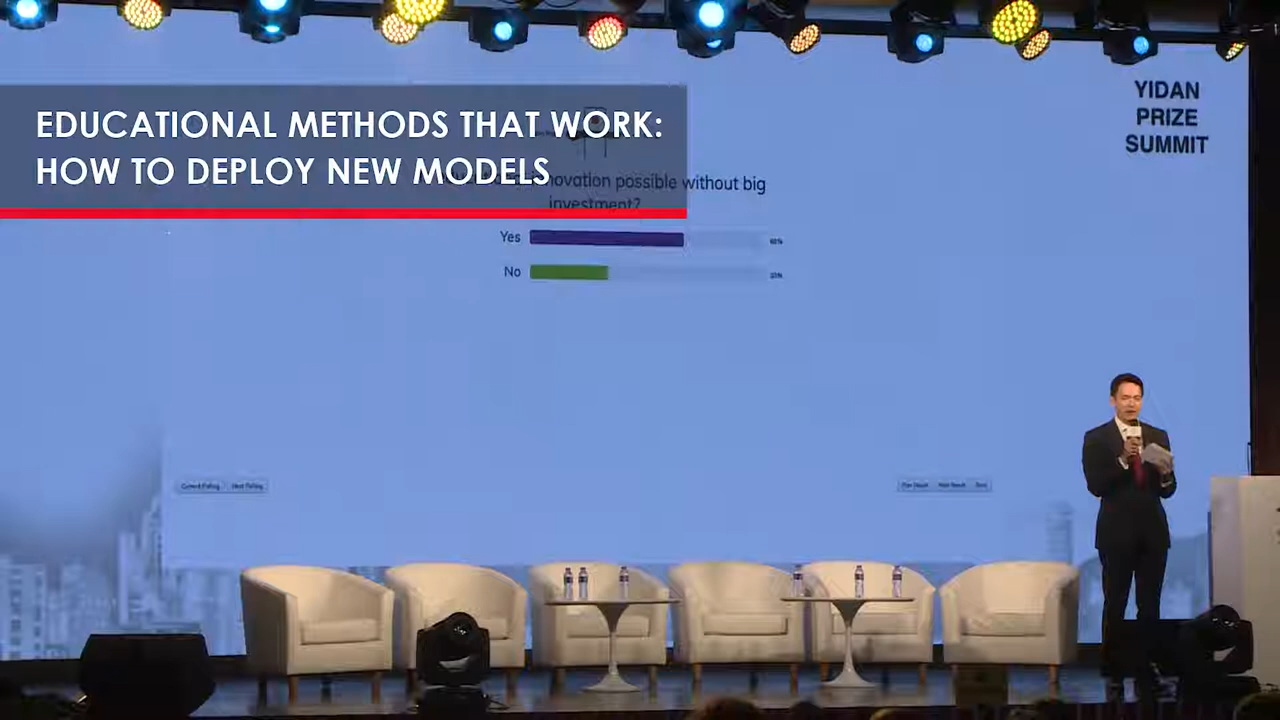 EDUCATIONAL METHODS THAT WORK:
HOW TO DEPLOY NEW MODELS
YIDAN
PRIZE
SUMMIT
novation possible without big
investment?
Yes
No